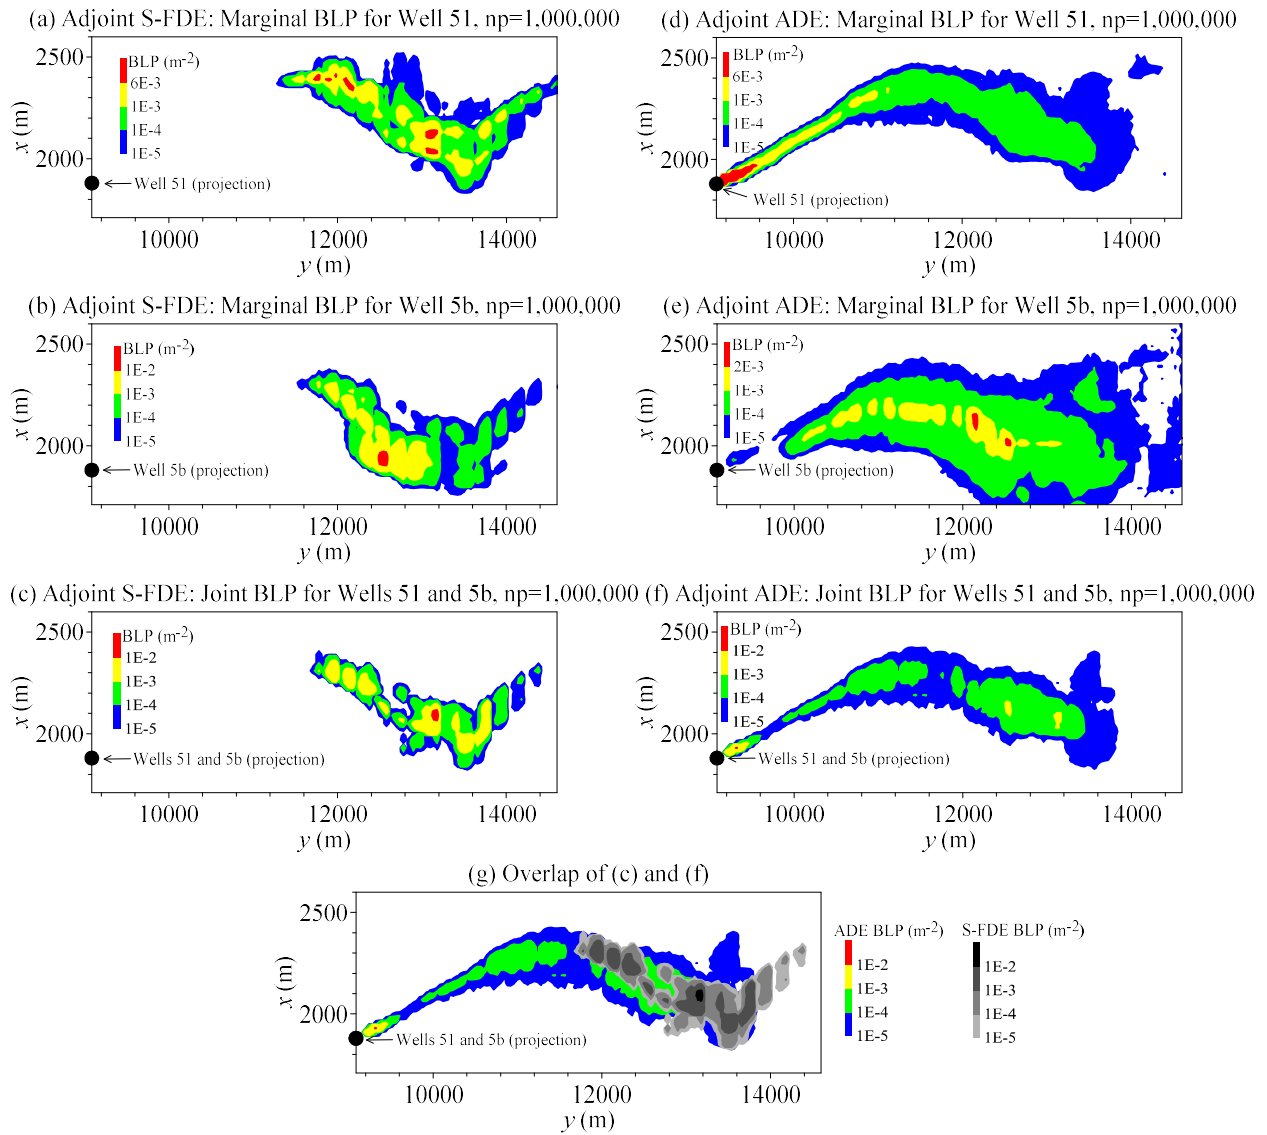 (a) Adjoint S-FDE: Marginal BLP for Well 51, np=1,000,000
2500
2000
x (m)
BLP (m-2)
6E-3
1E-3
1E-4
1E-5
Well 51 (projection)
10000 12000 14000
y (m)
(d) Adjoint ADE: Marginal BLP for Well 51, np=1,000,000
2500
2000
x (m)
BLP (m-2)
6E-3
1E-3
1E-4
1E-5
Well 51 (projection)
10000 12000 14000
y (m)
(b) Adjoint S-FDE: Marginal BLP for Well 5b, np=1,000,000
2500
2000
x (m)
BLP (m-2)
1E-2
1E-3
1E-4
1E-5
Well 5b (projection)
10000 12000 14000
y (m)
(e) Adjoint ADE: Marginal BLP for Well 5b, np=1,000,000
2500
2000
x (m)
BLP (m-2)
2E-3
1E-3
1E-4
1E-5
Well 5b (projection)
10000 12000 14000
y (m)
(c) Adjoint S-FDE: Joint BLP for Wells 51 and 5b, np=1,000,000
2500
2000
x (m)
BLP (m-2)
1E-2
1E-3
1E-4
1E-5
Wells 51 and 5b (projection)
10000 12000 14000
y (m)
(f) Adjoint ADE: Joint BLP for Wells 51 and 5b, np=1,000,000
2500
2000
x (m)
BLP (m-2)
1E-2
1E-3
1E-4
1E-5
Wells 51 and 5b (projection)
10000 12000 14000
y (m)
(g) Overlap of (c) and (f)
2500
2000
x (m)
Wells 51 and 5b (projection)
10000 12000 14000
y (m)
ADE BLP (m-2)
1E-2
1E-3
1E-4
1E-5
S-FDE BLP (m-2)
1E-2
1E-3
1E-4
1E-5